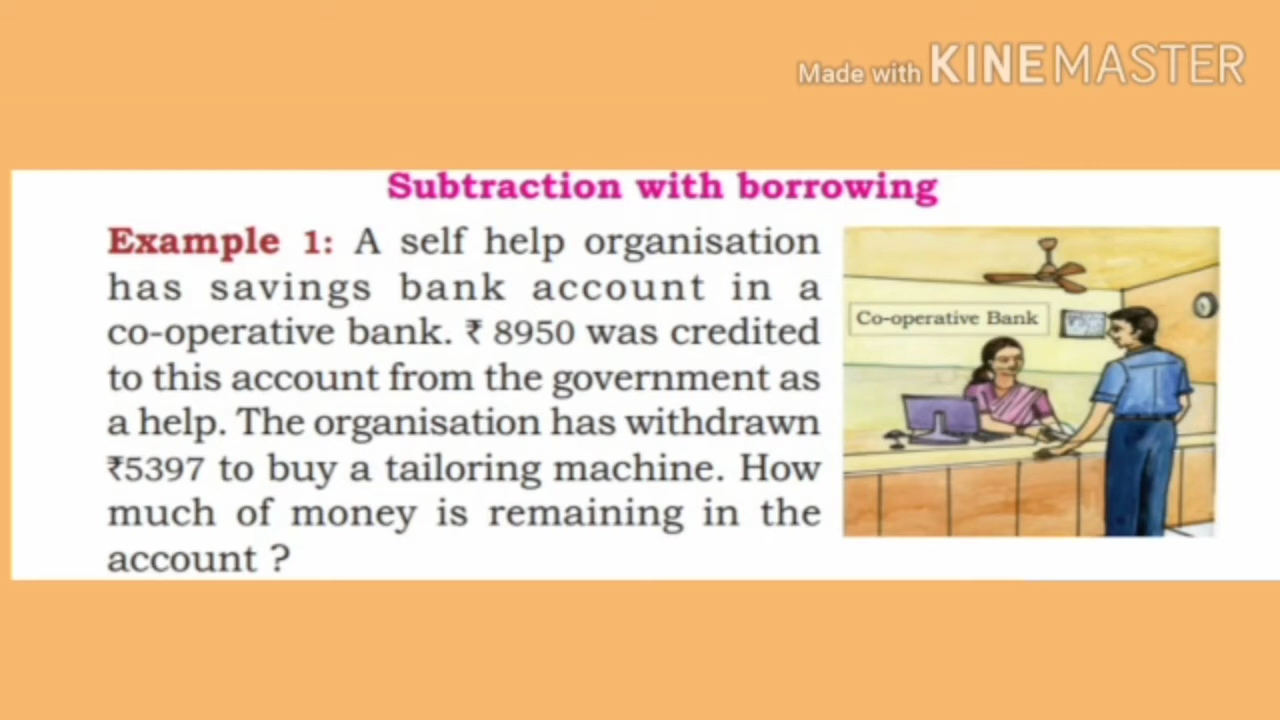 Made with KINEMASTER
Subtraction with borrowing
Example 1: A self help organisation
has savings bank account in a
co-operative bank. ₹ 8950 was credited
to this account from the government as
a help. The organisation has withdrawn
₹5397 to buy a tailoring machine. How
much of money is remaining in the
account ?
Co-operative Bank